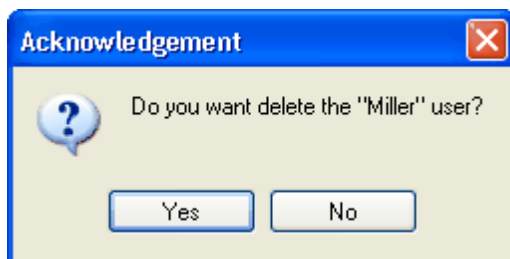 Acknowledgement
Do you want delete the "Miller" user?
Yes
No